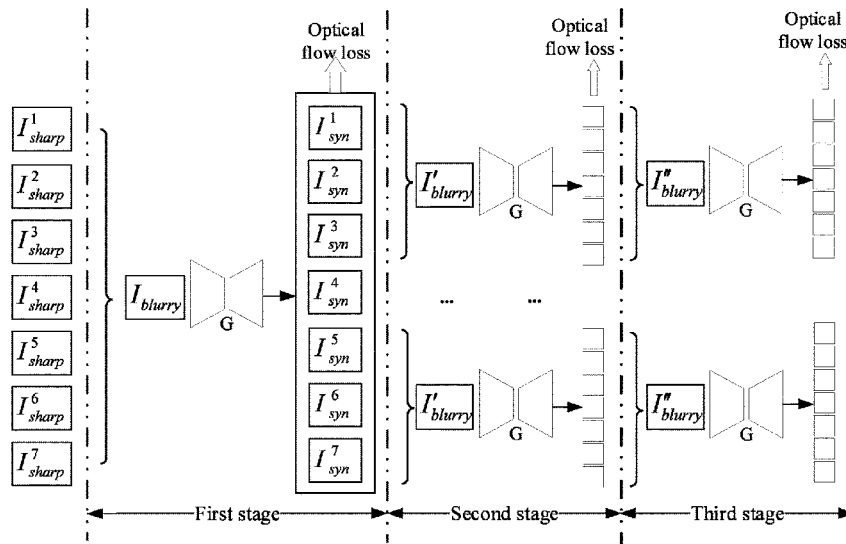 Optical
flow loss
Optical
flow loss
Optical
flow loss
I^1_sharp
I^2_sharp
I^3_sharp
I^4_sharp
I^5_sharp
I^6_sharp
I^7_sharp
I_blurry
G
I^1_syn
I^2_syn
I^3_syn
I^4_syn
I^5_syn
I^6_syn
I^7_syn
I'_blurry
G
... ...
I'_blurry
G
I''_blurry
G
I''_blurry
G
First stage
Second stage
Third stage